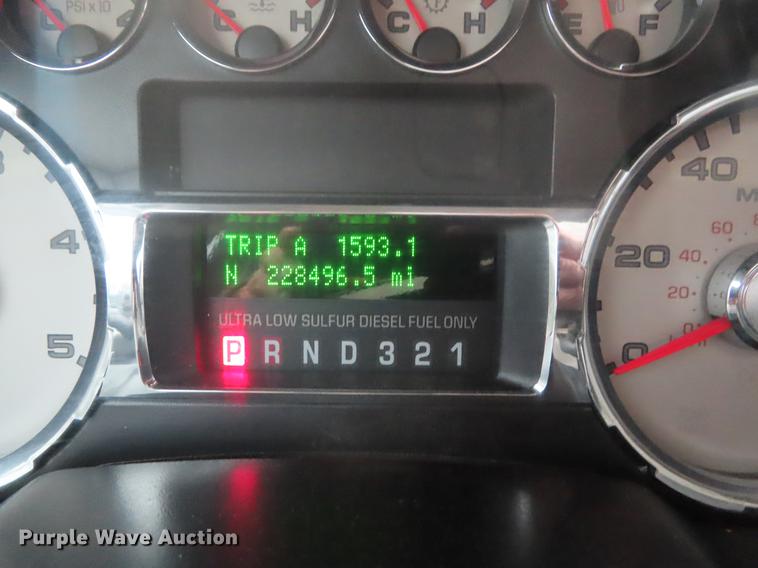 PSI x 10
C H
C H
E F
TRIP A 1593.1
N 228496.5 mi
ULTRA LOW SULFUR DIESEL FUEL ONLY
P R N D 3 2 1
4
5
40
20
0
40
20
0
Purple Wave Auction